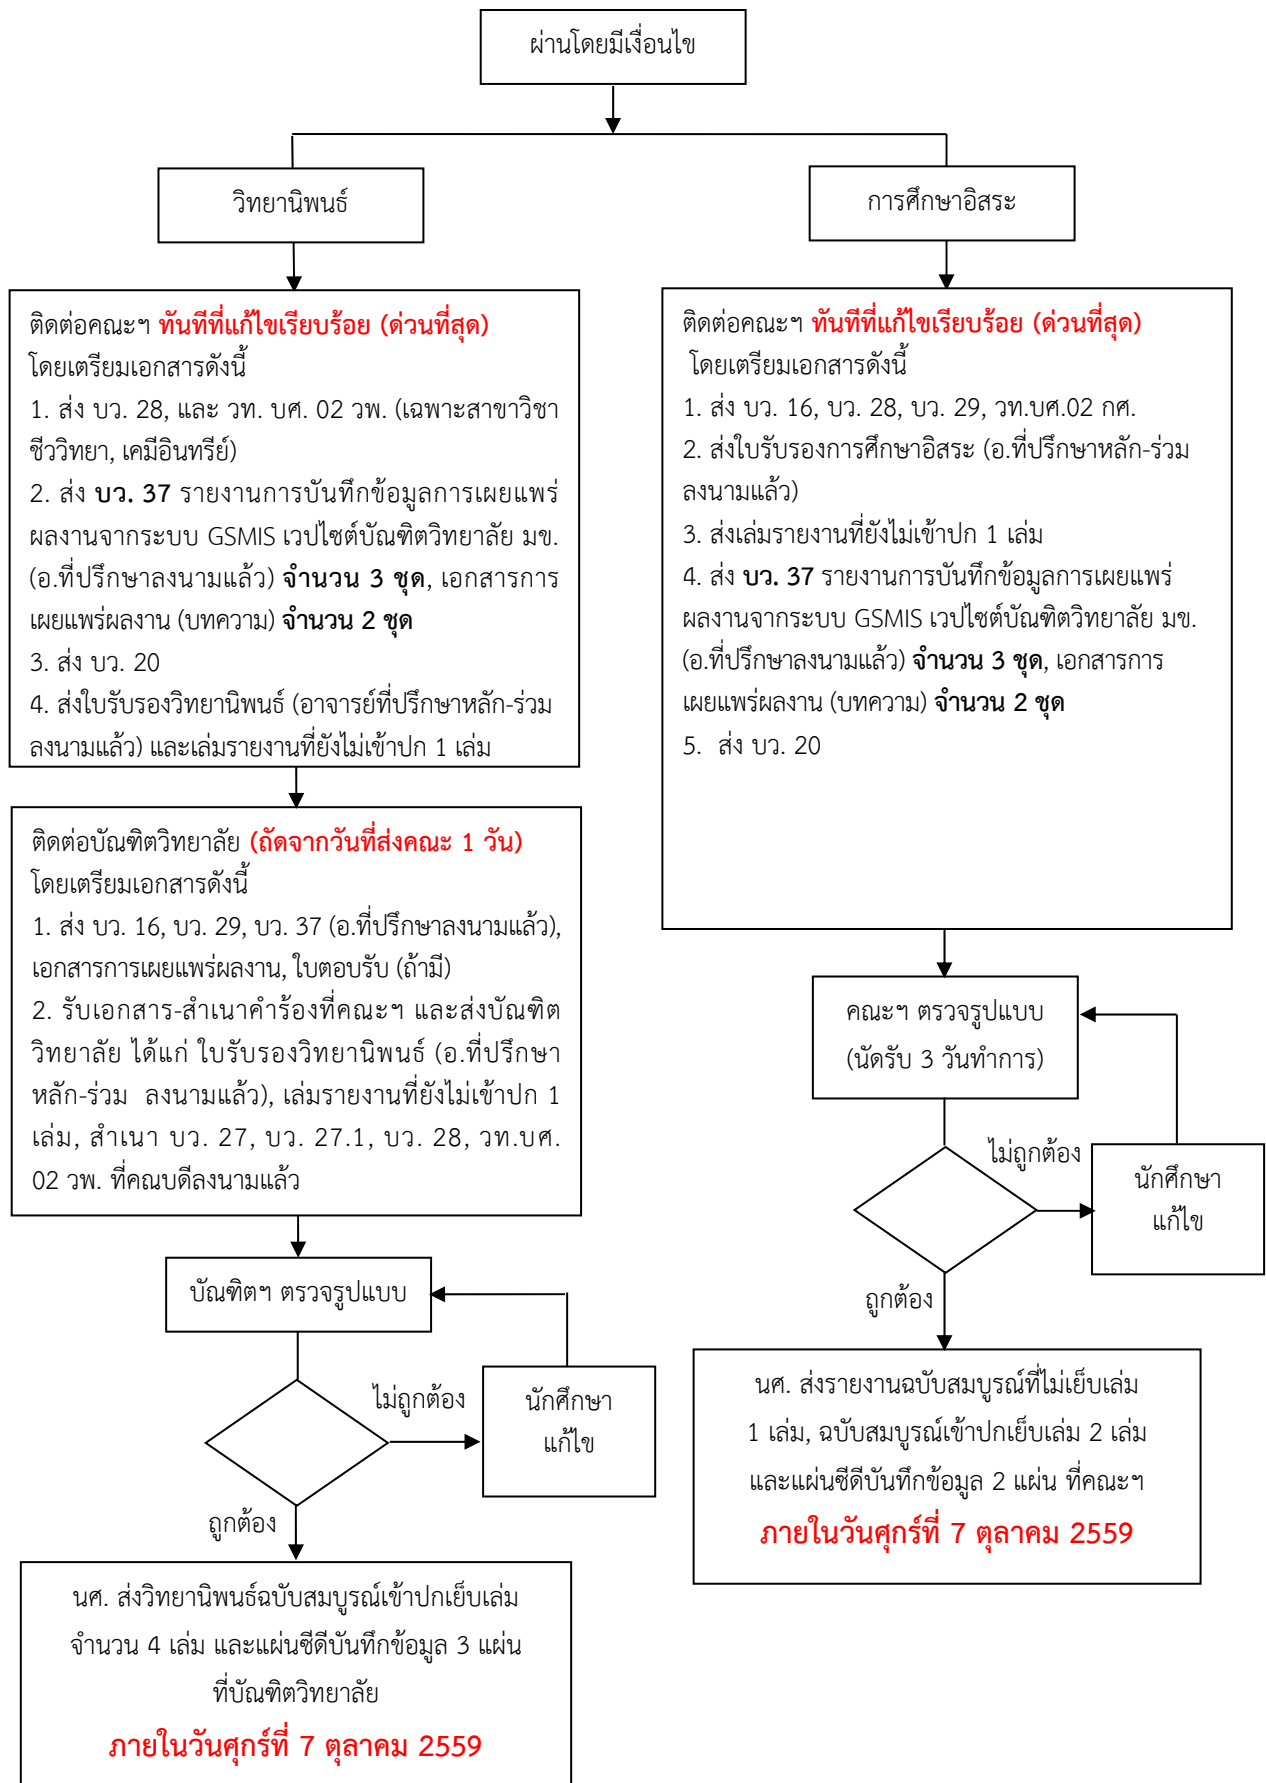 ผ่านโดยมีเงื่อนไข
วิทยานิพนธ์
ติดต่อคณะฯ ทันทีที่แก้ไขเรียบร้อย (ด่วนที่สุด)
โดยเตรียมเอกสารดังนี้
1. ส่ง บว. 28, และ วท. บศ. 02 วพ. (เฉพาะสาขาวิชา
ชีววิทยา, เคมีอินทรีย์)
2. ส่ง บว. 37 รายงานการบันทึกข้อมูลการเผยแพร่
ผลงานจากระบบ GSMIS เวปไซต์บัณฑิตวิทยาลัย มข.
(อ.ที่ปรึกษาลงนามแล้ว) จำนวน 3 ชุด, เอกสารการ
เผยแพร่ผลงาน (บทความ) จำนวน 2 ชุด
3. ส่ง บว. 20
4. ส่งใบรับรองวิทยานิพนธ์ (อาจารย์ที่ปรึกษาหลัก-ร่วม
ลงนามแล้ว) และเล่มรายงานที่ยังไม่เข้าปก 1 เล่ม
ติดต่อบัณฑิตวิทยาลัย (ถัดจากวันที่ส่งคณะ 1 วัน)
โดยเตรียมเอกสารดังนี้
1. ส่ง บว. 16, บว. 29, บว. 37 (อ.ที่ปรึกษาลงนามแล้ว),
เอกสารการเผยแพร่ผลงาน, ใบตอบรับ (ถ้ามี)
2. รับเอกสาร-สำเนาคำร้องที่คณะฯ และส่งบัณฑิต
วิทยาลัย ได้แก่ ใบรับรองวิทยานิพนธ์ (อ.ที่ปรึกษา
หลัก-ร่วม ลงนามแล้ว), เล่มรายงานที่ยังไม่เข้าปก 1
เล่ม, สำเนา บว. 27, บว. 27.1, บว. 28, วท.บศ.
02 วพ. ที่คณบดีลงนามแล้ว
บัณฑิตฯ ตรวจรูปแบบ
ไม่ถูกต้อง
นักศึกษา
แก้ไข
ถูกต้อง
นศ. ส่งวิทยานิพนธ์ฉบับสมบูรณ์เข้าปกเย็บเล่ม
จำนวน 4 เล่ม และแผ่นซีดีบันทึกข้อมูล 3 แผ่น
ที่บัณฑิตวิทยาลัย
ภายในวันศุกร์ที่ 7 ตุลาคม 2559
การศึกษาอิสระ
ติดต่อคณะฯ ทันทีที่แก้ไขเรียบร้อย (ด่วนที่สุด)
โดยเตรียมเอกสารดังนี้
1. ส่ง บว. 16, บว. 28, บว. 29, วท.บศ.02 กศ.
2. ส่งใบรับรองการศึกษาอิสระ (อ.ที่ปรึกษาหลัก-ร่วม
ลงนามแล้ว)
3. ส่งเล่มรายงานที่ยังไม่เข้าปก 1 เล่ม
4. ส่ง บว. 37 รายงานการบันทึกข้อมูลการเผยแพร่
ผลงานจากระบบ GSMIS เวปไซต์บัณฑิตวิทยาลัย มข.
(อ.ที่ปรึกษาลงนามแล้ว) จำนวน 3 ชุด, เอกสารการ
เผยแพร่ผลงาน (บทความ) จำนวน 2 ชุด
5. ส่ง บว. 20
คณะฯ ตรวจรูปแบบ
(นัดรับ 3 วันทำการ)
ไม่ถูกต้อง
นักศึกษา
แก้ไข
ถูกต้อง
นศ. ส่งรายงานฉบับสมบูรณ์ที่ไม่เย็บเล่ม
1 เล่ม, ฉบับสมบูรณ์เข้าปกเย็บเล่ม 2 เล่ม
และแผ่นซีดีบันทึกข้อมูล 2 แผ่น ที่คณะฯ
ภายในวันศุกร์ที่ 7 ตุลาคม 2559